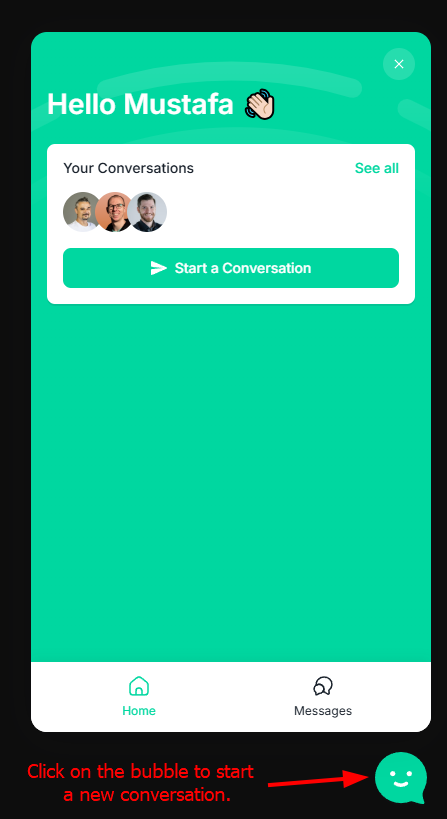 Hello Mustafa 👋🏻
Your Conversations
See all
Start a Conversation
Home
Messages
Click on the bubble to start
a new conversation.